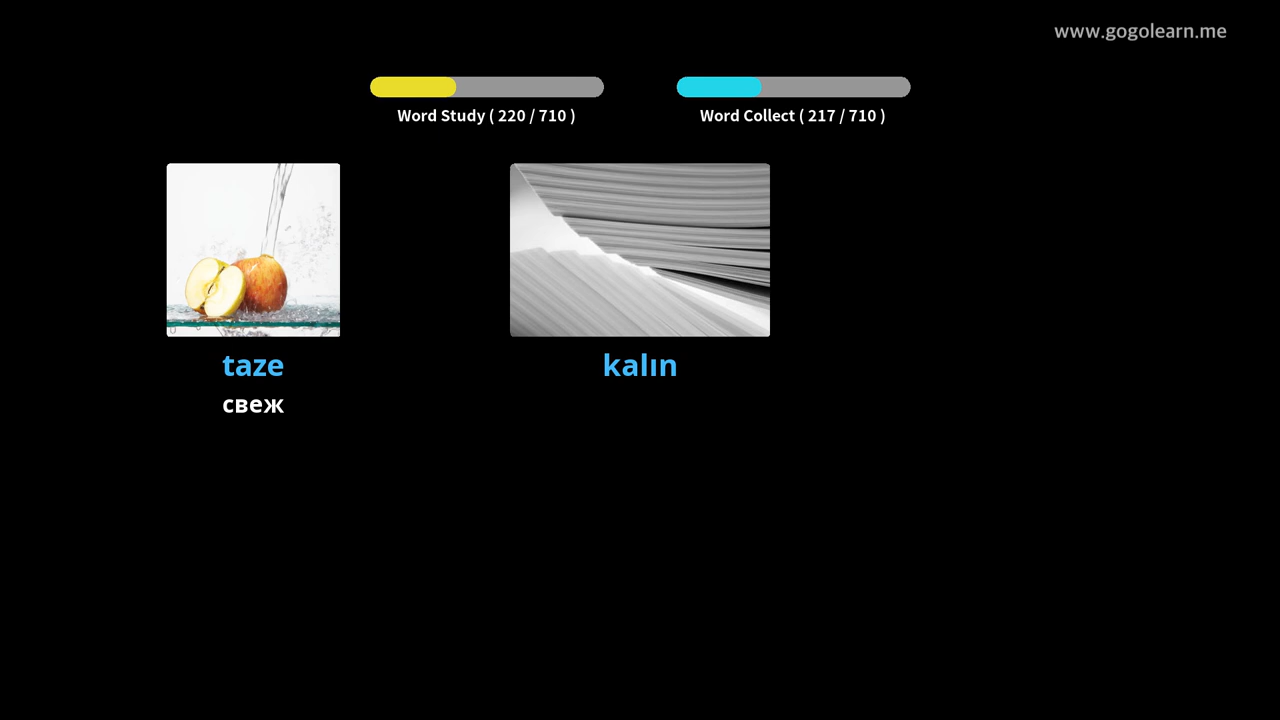 www.gogolearn.me
Word Study ( 220 / 710 )
Word Collect ( 217 / 710 )
taze
свеж
kalın